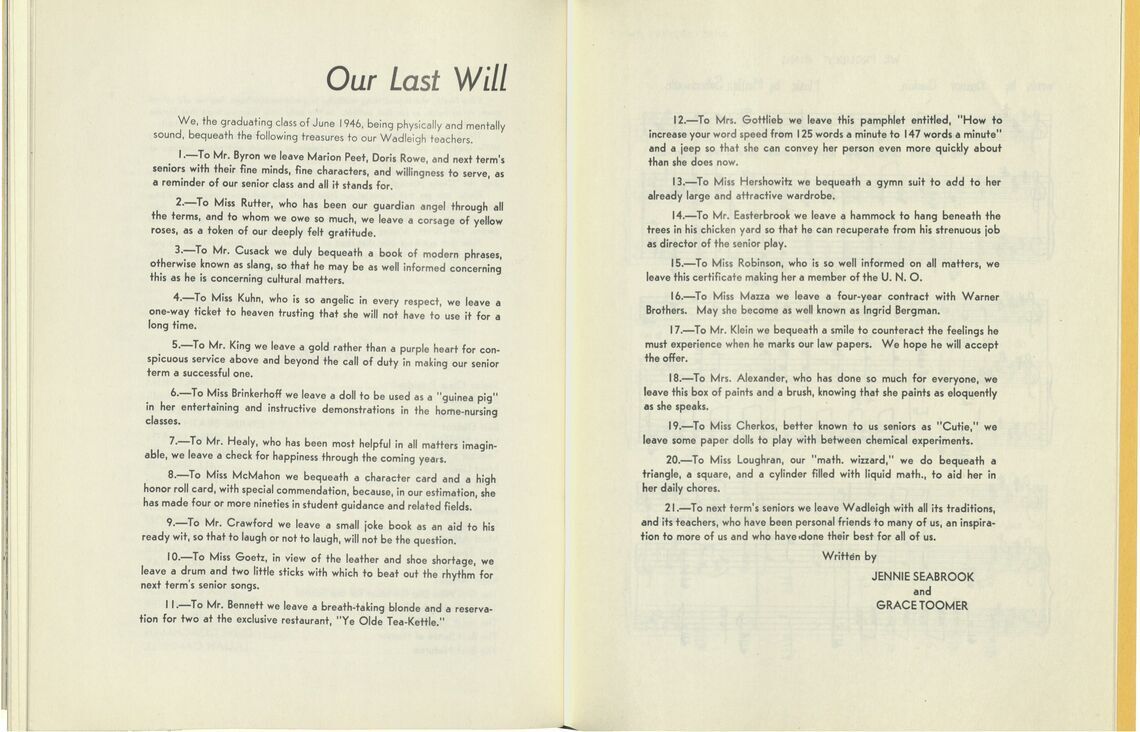 Our Last Will
We, the graduating class of June 1946, being physically and mentally
sound, bequeath the following treasures to our Wadleigh teachers.
1.—To Mr. Byron we leave Marion Peet, Doris Rowe, and next term's
seniors with their fine minds, fine characters, and willingness to serve, as
a reminder of our senior class and all it stands for.
2.—To Miss Rutter, who has been our guardian angel through all
the terms, and to whom we owe so much, we leave a corsage of yellow
roses, as a token of our deeply felt gratitude.
3.—To Mr. Cusack we duly bequeath a book of modern phrases,
otherwise known as slang, so that he may be as well informed concerning
this as he is concerning cultural matters.
4.—To Miss Kuhn, who is so angelic in every respect, we leave a
one-way ticket to heaven trusting that she will not have to use it for a
long time.
5.—To Mr. King we leave a gold rather than a purple heart for con-
spicuous service above and beyond the call of duty in making our senior
term a successful one.
6.—To Miss Brinkerhoff we leave a doll to be used as a "guinea pig"
in her entertaining and instructive demonstrations in the home-nursing
classes.
7.—To Mr. Healy, who has been most helpful in all matters imagin-
able, we leave a check for happiness through the coming years.
8.—To Miss McMahon we bequeath a character card and a high
honor roll card, with special commendation, because, in our estimation, she
has made four or more nineties in student guidance and related fields.
9.—To Mr. Crawford we leave a small joke book as an aid to his
ready wit, so that to laugh or not to laugh, will not be the question.
10.—To Miss Goetz, in view of the leather and shoe shortage, we
leave a drum and two little sticks with which to beat out the rhythm for
next term's senior songs.
11.—To Mr. Bennett we leave a breath-taking blonde and a reserva-
tion for two at the exclusive restaurant, "Ye Olde Tea-Kettle."
12.—To Mrs. Gottlieb we leave this pamphlet entitled, "How to
increase your word speed from 125 words a minute to 147 words a minute"
and a jeep so that she can convey her person even more quickly about
than she does now.
13.—To Miss Hershowitz we bequeath a gymn suit to add to her
already large and attractive wardrobe.
14.—To Mr. Easterbrook we leave a hammock to hang beneath the
trees in his chicken yard so that he can recuperate from his strenuous job
as director of the senior play.
15.—To Miss Robinson, who is so well informed on all matters, we
leave this certificate making her a member of the U. N. O.
16.—To Miss Mazza we leave a four-year contract with Warner
Brothers. May she become as well known as Ingrid Bergman.
17.—To Mr. Klein we bequeath a smile to counteract the feelings he
must experience when he marks our law papers. We hope he will accept
the offer.
18.—To Mrs. Alexander, who has done so much for everyone, we
leave this box of paints and a brush, knowing that she paints as eloquently
as she speaks.
19.—To Miss Cherkos, better known to us seniors as "Cutie," we
leave some paper dolls to play with between chemical experiments.
20.—To Miss Loughran, our "math. wizzard," we do bequeath a
triangle, a square, and a cylinder filled with liquid math., to aid her in
her daily chores.
21.—To next term's seniors we leave Wadleigh with all its traditions,
and its teachers, who have been personal friends to many of us, an inspira-
tion to more of us and who have done their best for all of us.
Written by
JENNIE SEABROOK
and
GRACE TOOMER